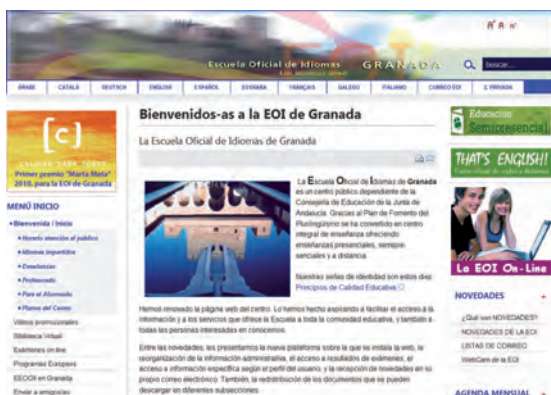 A A A
Escuela Oficial de Idiomas GRANADA
buscar...
ÁRABE CATALÀ DEUTSCH ENGLISH ESPAÑOL EUSKARA FRANÇAIS GALEGO ITALIANO CORREO EOI Z. PRIVADA
[c]
CALIDAD PARA TODOS
Primer premio "Marta Mata"
2010, para la EOI de Granada
MENÚ INICIO
Bienvenida / Inicio
Horario atención al público
Idiomas impartidos
Enseñanzas
Profesorado
Para el Alumnado
Planos del Centro
Vídeos promocionales
Biblioteca Virtual
Exámenes on line
Programas Europeos
EEOOII en Granada
Enviar a amigos/as
Bienvenidos-as a la EOI de Granada
La Escuela Oficial de Idiomas de Granada
La Escuela Oficial de Idiomas de Granada
es un centro público dependiente de la
Consejería de Educación de la Junta de
Andalucía. Gracias al Plan de Fomento del
Plurilingüismo se ha convertido en centro
integral de enseñanza ofreciendo
enseñanzas presenciales, semipre-
senciales y a distancia.
Nuestras señas de identidad son estos diez
Principios de Calidad Educativa
Hemos renovado la página web del centro. Lo hemos hecho aspirando a facilitar el acceso a la
información y a los servicios que ofrece la Escuela a toda la comunidad educativa, y también a
todas las personas interesadas en conocernos.
Entre las novedades, les presentamos la nueva plataforma sobre la que se instala la web, la
reorganización de la información administrativa, el acceso a resultados de exámenes, el
acceso a información específica según el perfil del usuario, y la recepción de novedades en su
propio correo electrónico. También, la redistribución de los documentos que se pueden
descargar en diferentes subsecciones.
Educacion
Semipresencial
THAT'S ENGLISH!
La EOI On-Line
NOVEDADES
¿Qué son NOVEDADES?
NOVEDADES DE LA EOI
LISTAS DE CORREO
WebCam de la EOI
AGENDA MENSUAL